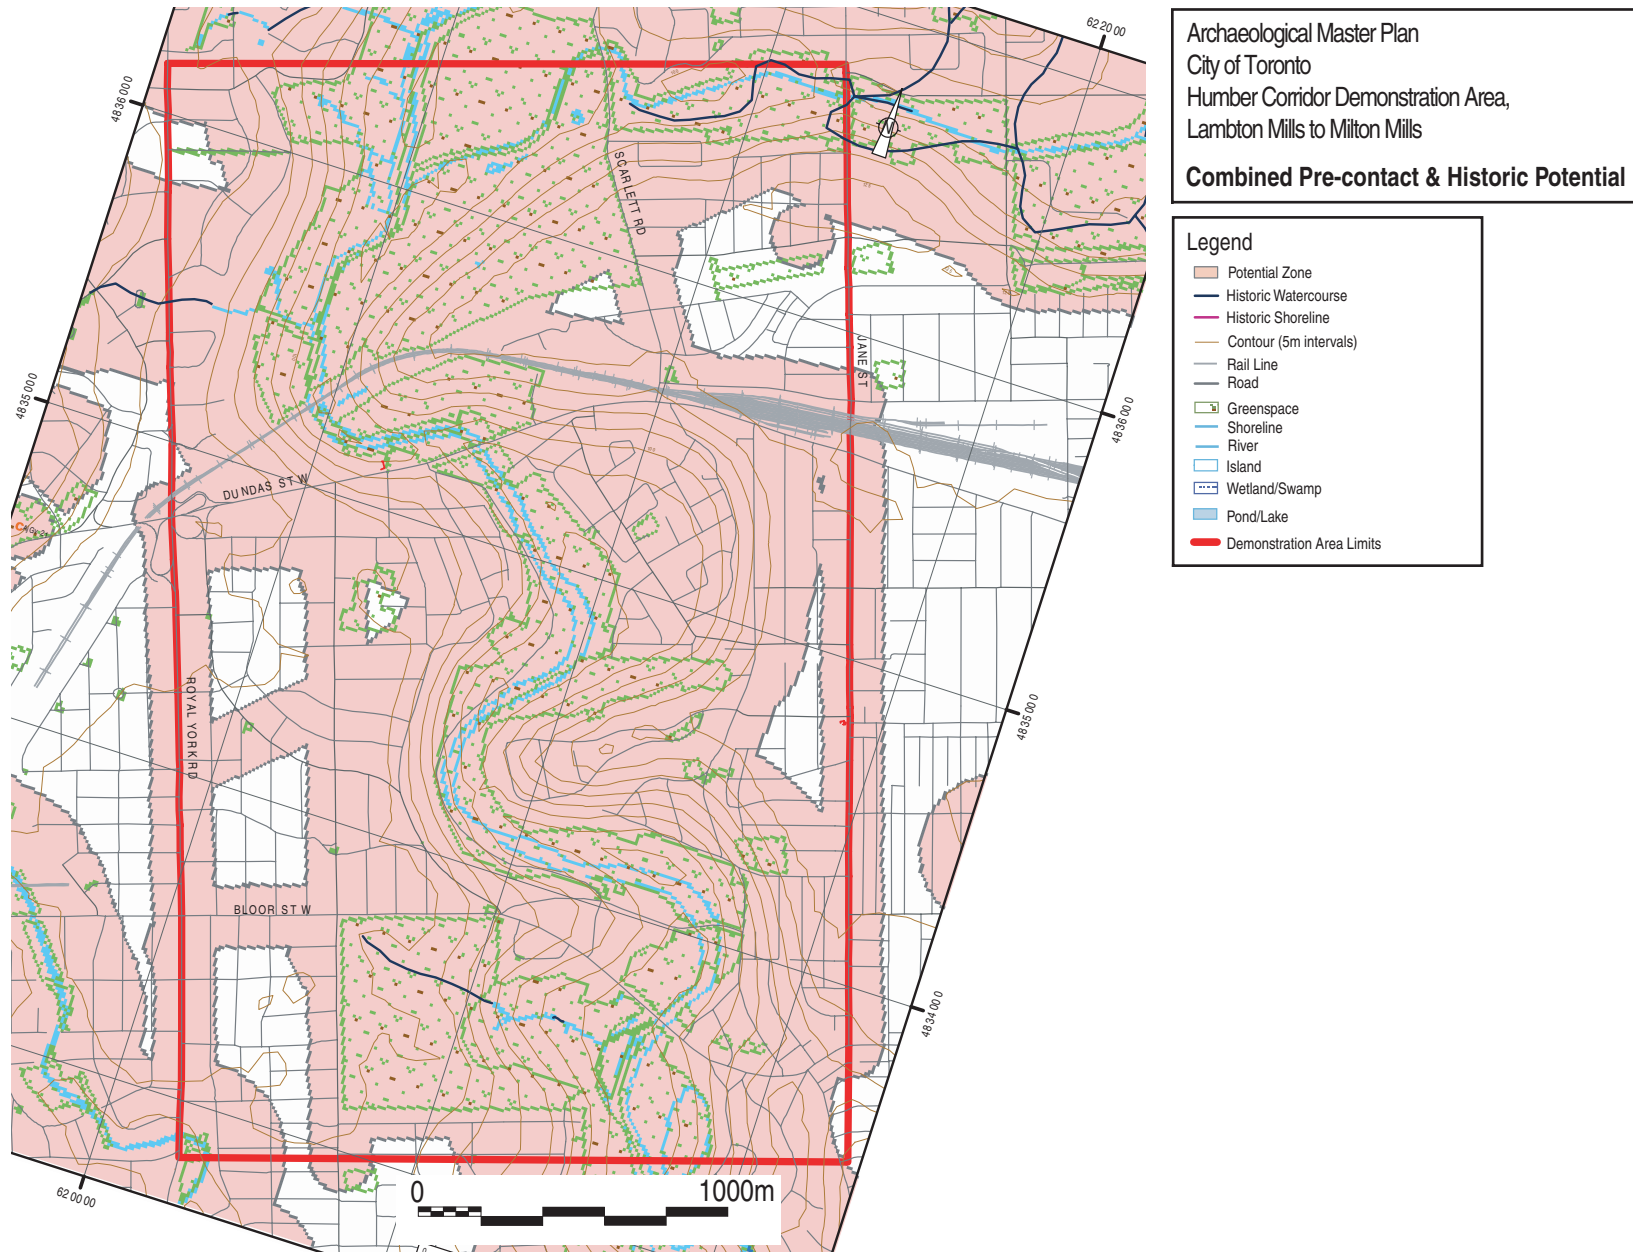 Archaeological Master Plan
City of Toronto
Humber Corridor Demonstration Area,
Lambton Mills to Milton Mills
Combined Pre-contact & Historic Potential
Legend
Potential Zone
Historic Watercourse
Historic Shoreline
Contour (5m intervals)
Rail Line
Road
Greenspace
Shoreline
River
Island
Wetland/Swamp
Pond/Lake
Demonstration Area Limits
622000
4836000
N
SCARLETT RD
JANE ST
4835000
4836000
DUNDAS ST W
ROYAL YORK RD
4835000
BLOOR ST W
4834000
620000
0 1000m